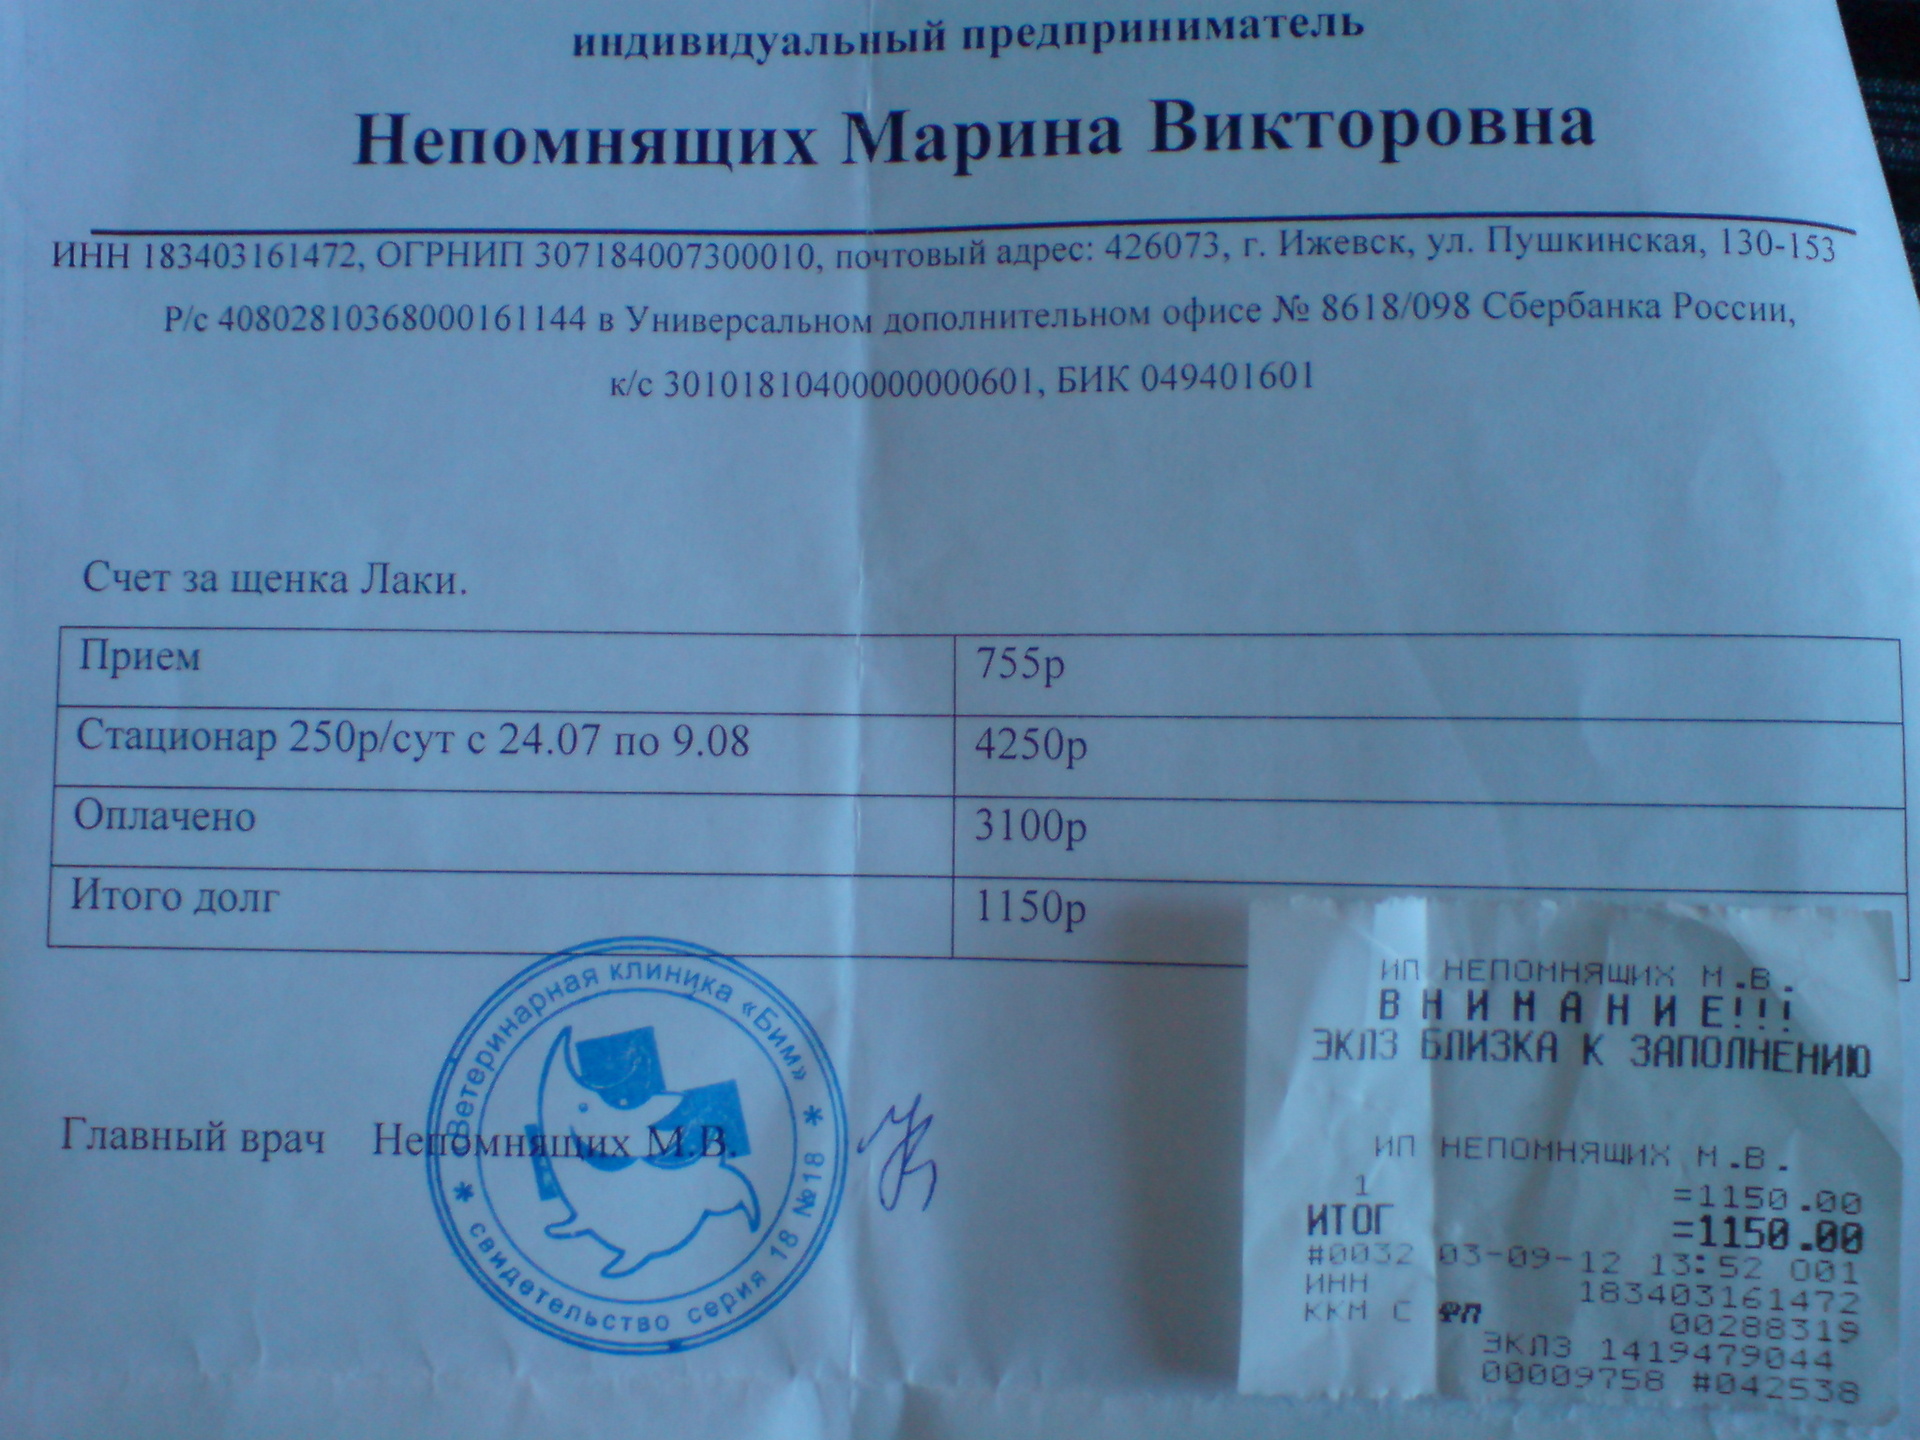 индивидуальный предприниматель
Непомнящих Марина Викторовна
ИНН 183403161472, ОГРНИП 307184007300010, почтовый адрес: 426073, г. Ижевск, ул. Пушкинская, 130-153
Р/с 40802810368000161144 в Универсальном дополнительном офисе № 8618/098 Сбербанка России,
к/с 30101810400000000601, БИК 049401601
Счет за щенка Лаки.
Прием 755р
Стационар 250р/сут с 24.07 по 9.08 4250р
Оплачено 3100р
Итого долг 1150р
Главный врач Непомнящих М.В.
Ветеринарная клиника «Бим»
* свидетельство серия 18 №18 *
ИП НЕПОМНЯЩИХ М.В.
ВНИМАНИЕ!!!
ЭКЛЗ БЛИЗКА К ЗАПОЛНЕНИЮ
ИП НЕПОМНЯЩИХ М.В.
1 =1150.00
ИТОГ =1150.00
#0032 03-09-12 13:52 001
ИНН 183403161472
ККМ С ФП 00288319
ЭКЛЗ 1419479044
00009758 #042538